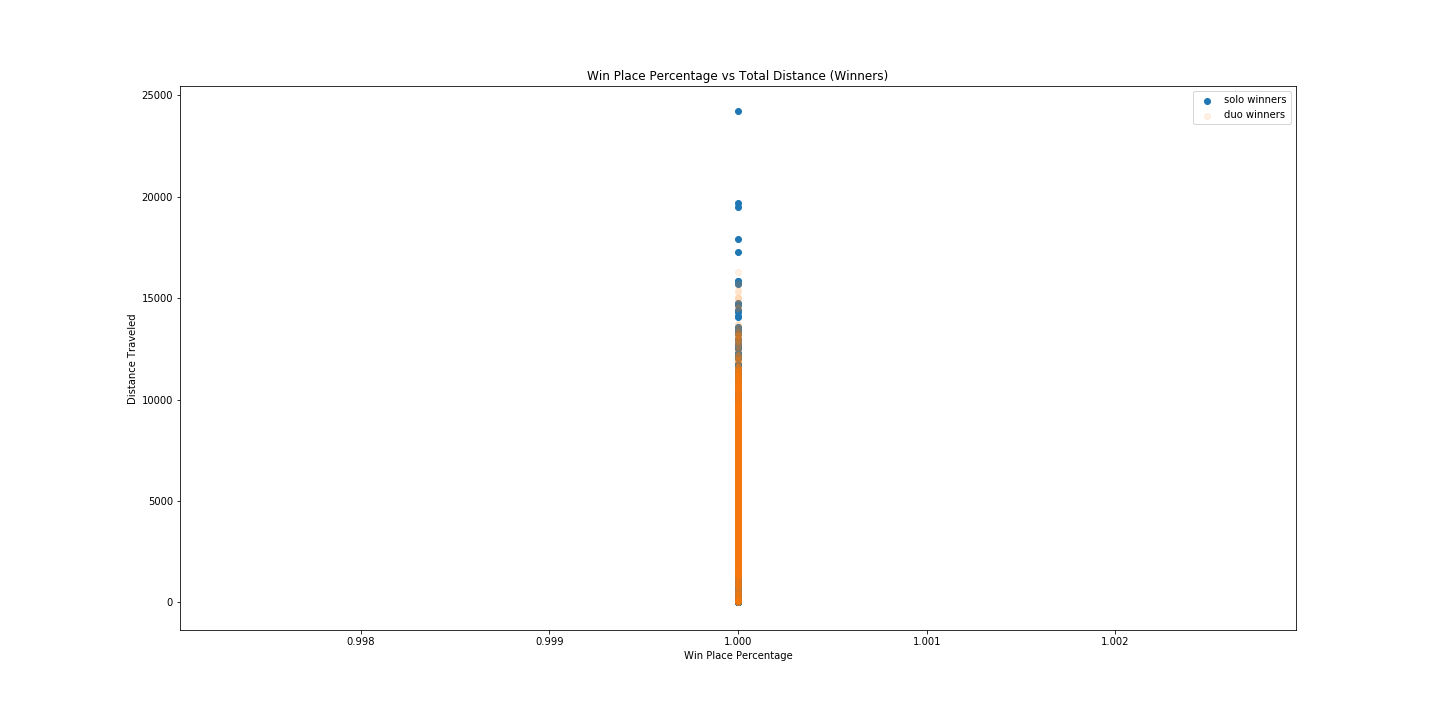 Win Place Percentage vs Total Distance (Winners)
solo winners
duo winners
25000
20000
15000
10000
5000
0
Distance Traveled
0.998
0.999
1.000
1.001
1.002
Win Place Percentage